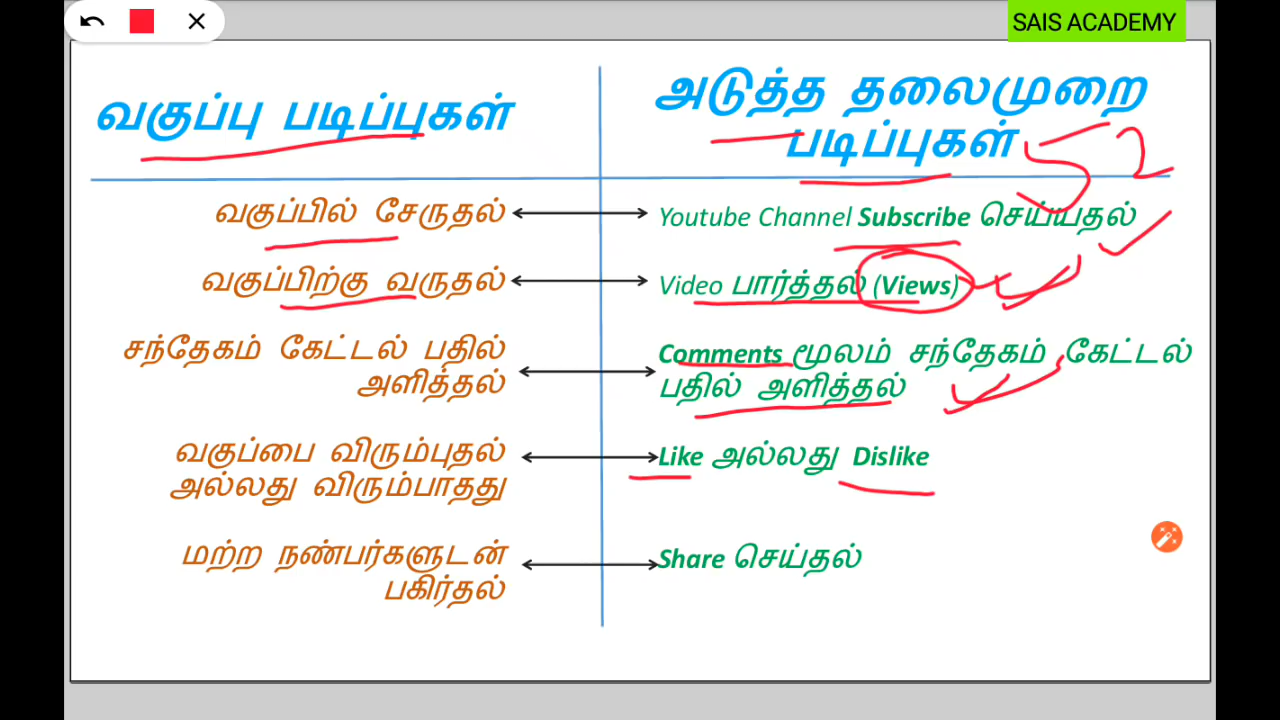 SAIS ACADEMY
வகுப்பு படிப்புகள்
அடுத்த தலைமுறை
படிப்புகள்
52
வகுப்பில் சேருதல்
Youtube Channel Subscribe செய்யதல்
வகுப்பிற்கு வருதல்
Video பார்த்தல் (Views)
சந்தேகம் கேட்டல் பதில்
அளித்தல்
Comments மூலம் சந்தேகம் கேட்டல்
பதில் அளித்தல்
வகுப்பை விரும்புதல்
அல்லது விரும்பாதது
Like அல்லது Dislike
மற்ற நண்பர்களுடன்
பகிர்தல்
Share செய்தல்